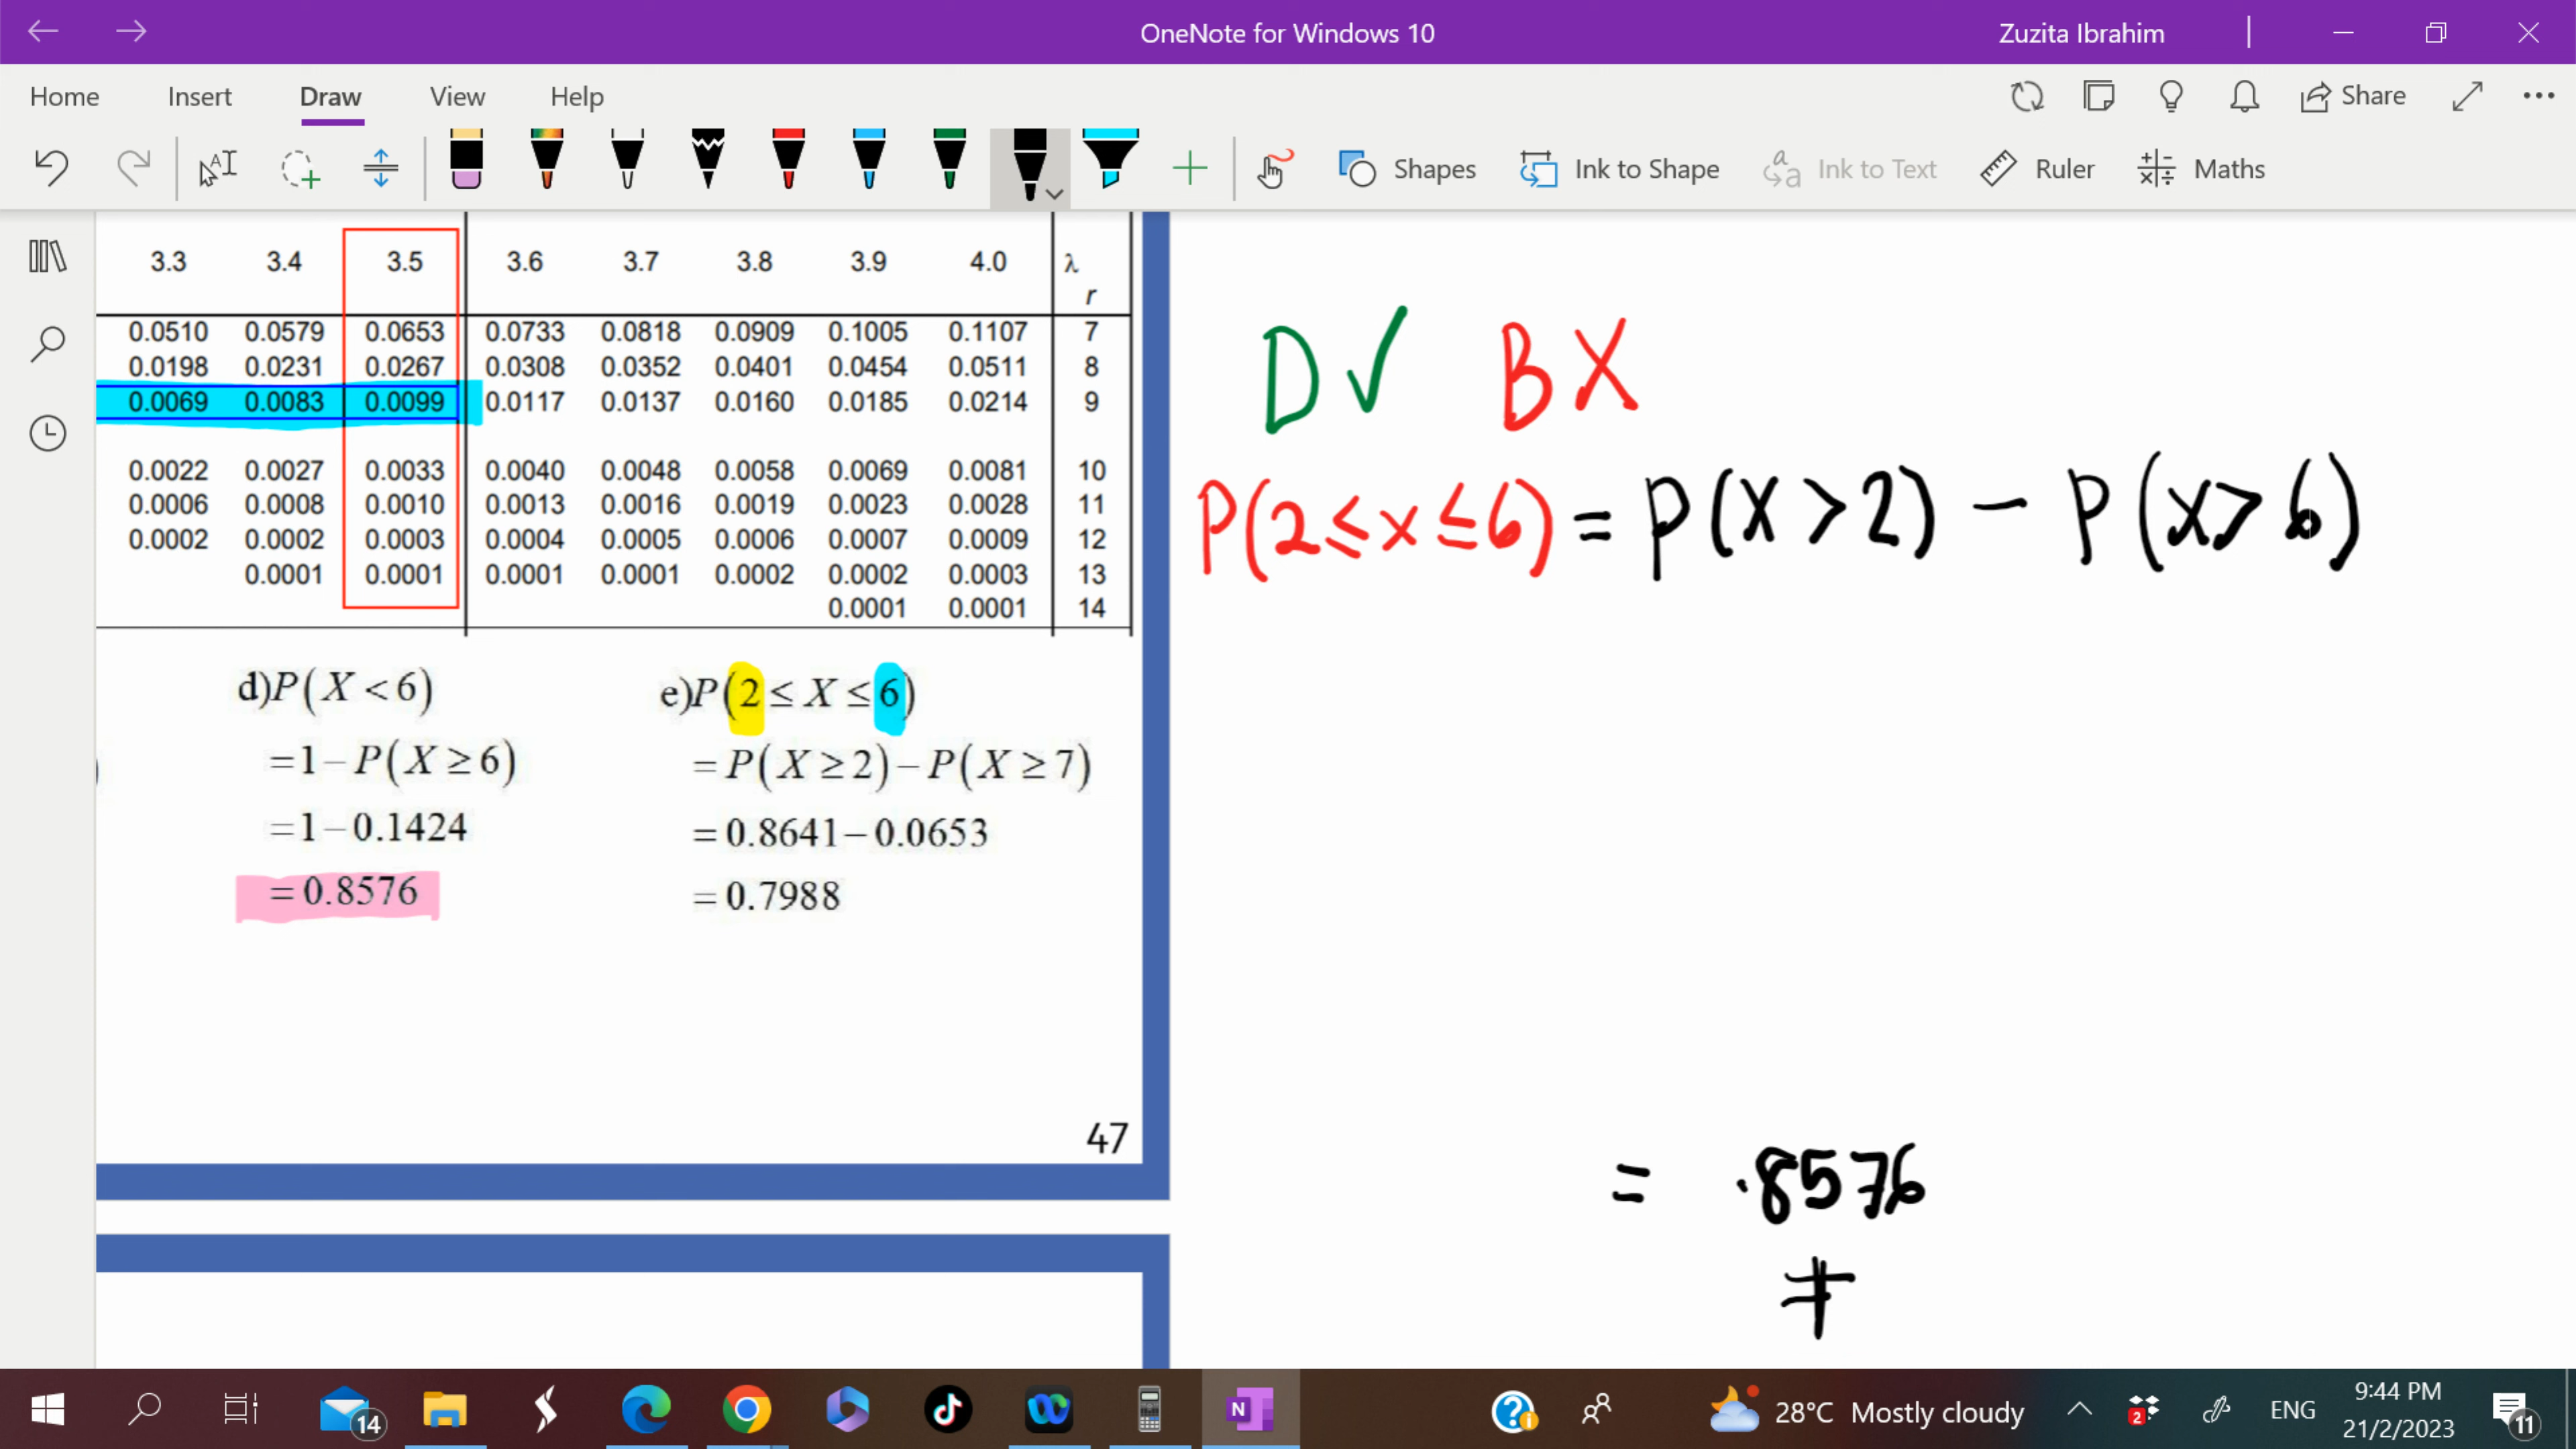 OneNote for Windows 10
Zuzita Ibrahim
Home Insert Draw View Help
Share
Shapes Ink to Shape Ink to Text Ruler Maths
3.3 3.4 3.5 3.6 3.7 3.8 3.9 4.0 λ
r
0.0510 0.0579 0.0653 0.0733 0.0818 0.0909 0.1005 0.1107 7
0.0198 0.0231 0.0267 0.0308 0.0352 0.0401 0.0454 0.0511 8
0.0069 0.0083 0.0099 0.0117 0.0137 0.0160 0.0185 0.0214 9
0.0022 0.0027 0.0033 0.0040 0.0048 0.0058 0.0069 0.0081 10
0.0006 0.0008 0.0010 0.0013 0.0016 0.0019 0.0023 0.0028 11
0.0002 0.0002 0.0003 0.0004 0.0005 0.0006 0.0007 0.0009 12
0.0001 0.0001 0.0001 0.0001 0.0002 0.0002 0.0003 13
0.0001 0.0001 14
d)P(X<6)
=1−P(X≥6)
=1−0.1424
=0.8576
e)P(2≤X≤6)
=P(X≥2)−P(X≥7)
=0.8641−0.0653
=0.7988
47
D✓ B X
P(2≤x≤6) = P(X>2) − P(X>6)
= .8576
14
28°C Mostly cloudy
2
ENG
9:44 PM
21/2/2023
11